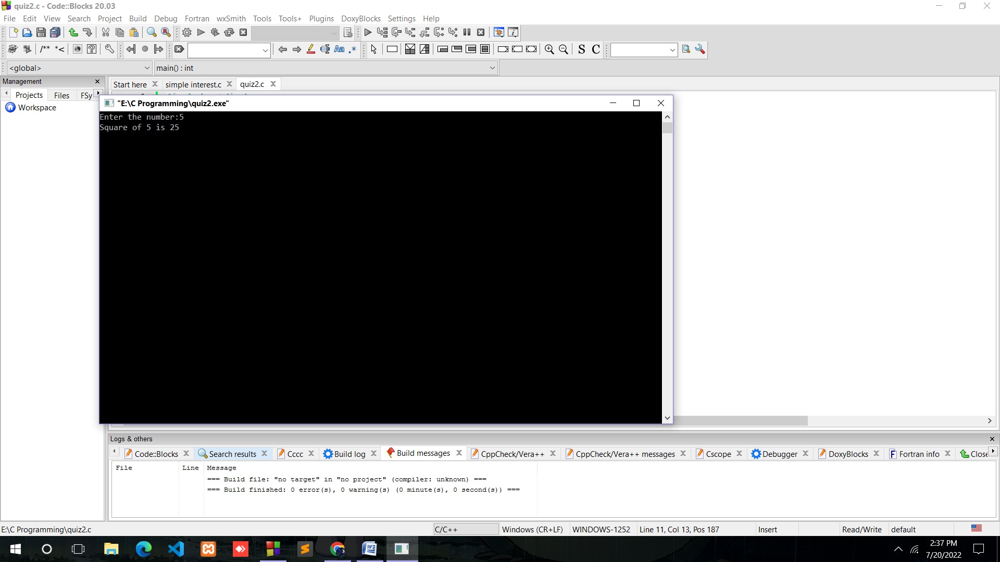 quiz2.c - Code::Blocks 20.03
File Edit View Search Project Build Debug Fortran wxSmith Tools Tools+ Plugins DoxyBlocks Settings Help
/** *< Aa .* S C
<global> main() : int
Management
Start here simple interest.c quiz2.c
Projects Files FSy
Workspace
"E:\C Programming\quiz2.exe"
Enter the number:5
Square of 5 is 25
Logs & others
Code::Blocks Search results Cccc Build log Build messages CppCheck/Vera++ CppCheck/Vera++ messages Cscope Debugger DoxyBlocks Fortran info Close
File Line Message
=== Build file: "no target" in "no project" (compiler: unknown) ===
=== Build finished: 0 error(s), 0 warning(s) (0 minute(s), 0 second(s)) ===
E:\C Programming\quiz2.c C/C++ Windows (CR+LF) WINDOWS-1252 Line 11, Col 13, Pos 187 Insert Read/Write default
2:37 PM
7/20/2022